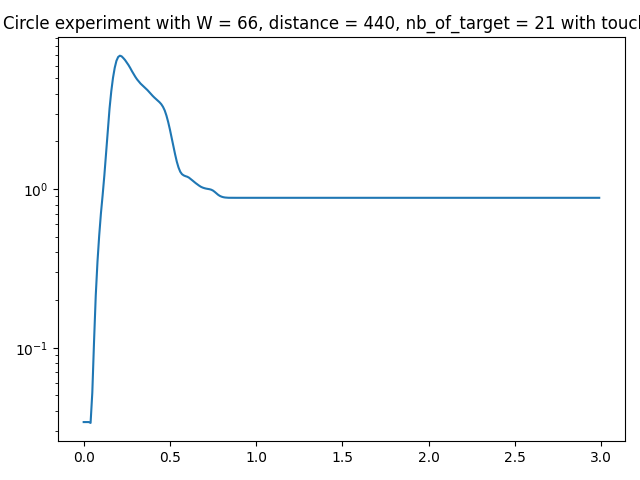 Circle experiment with W = 66, distance = 440, nb_of_target = 21 with touc
10⁰
10⁻¹
0.0 0.5 1.0 1.5 2.0 2.5 3.0